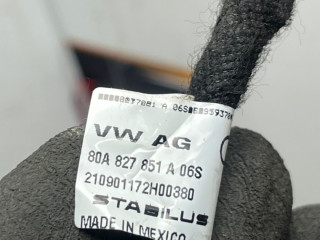 VW AG
80A 827 851 A 06S
210901172H00380
STABILUS
MADE IN MEXICO